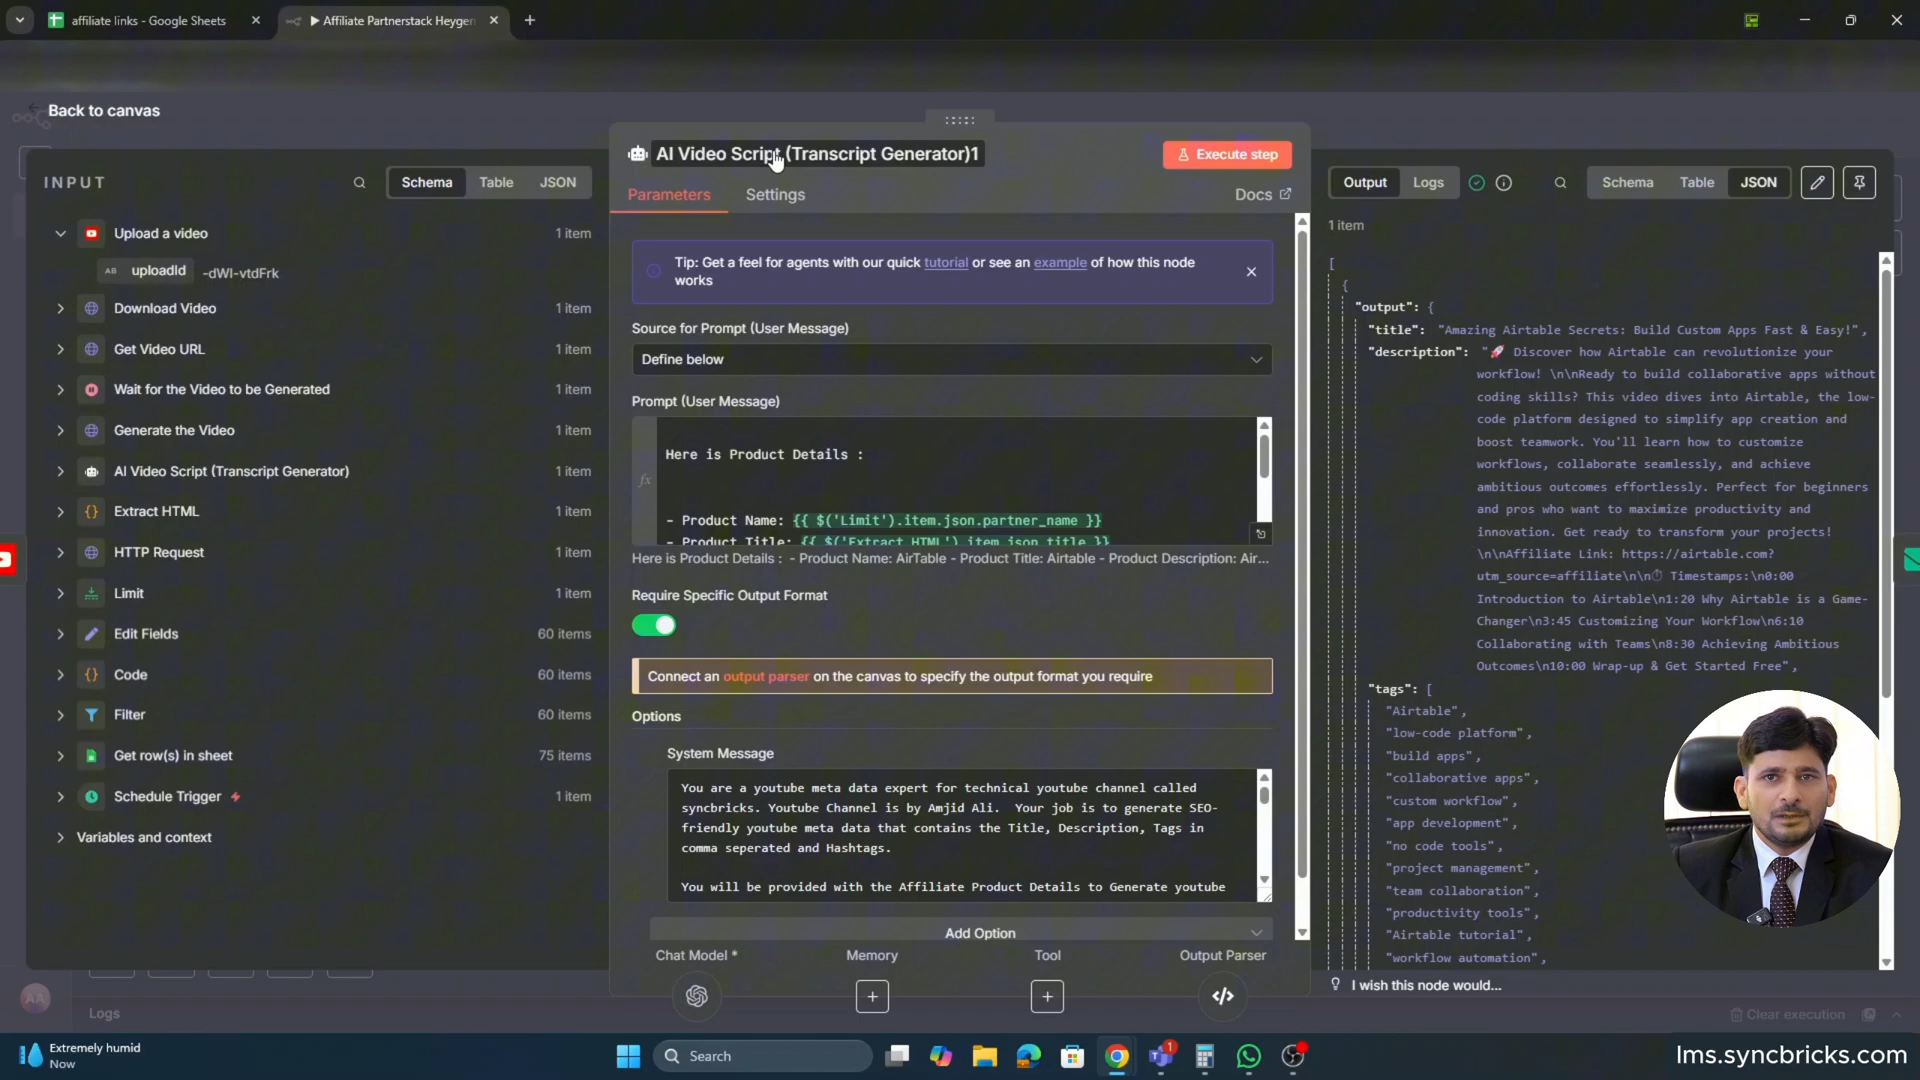 affiliate links - Google Sheets
Affiliate Partnerstack Heygen
Back to canvas
INPUT
Schema
Table
JSON
Upload a video
1 item
AB uploadId -dWI-vtdFrk
Download Video
1 item
Get Video URL
1 item
Wait for the Video to be Generated
1 item
Generate the Video
1 item
AI Video Script (Transcript Generator)
1 item
Extract HTML
1 item
HTTP Request
1 item
Limit
1 item
Edit Fields
60 items
Code
60 items
Filter
60 items
Get row(s) in sheet
75 items
Schedule Trigger
1 item
Variables and context
AA
Logs
AI Video Script (Transcript Generator)1
Execute step
Parameters
Settings
Docs
Tip: Get a feel for agents with our quick tutorial or see an example of how this node
works
Source for Prompt (User Message)
Define below
Prompt (User Message)
fx
Here is Product Details :
- Product Name: {{ $('Limit').item.json.partner_name }}
- Product Title: {{ $('Extract HTML').item.json.title }}
Here is Product Details : - Product Name: AirTable - Product Title: Airtable - Product Description: Air...
Require Specific Output Format
Connect an output parser on the canvas to specify the output format you require
Options
System Message
You are a youtube meta data expert for technical youtube channel called
syncbricks. Youtube Channel is by Amjid Ali. Your job is to generate SEO-
friendly youtube meta data that contains the Title, Description, Tags in
comma seperated and Hashtags.
You will be provided with the Affiliate Product Details to Generate youtube
Add Option
Chat Model *
Memory
Tool
Output Parser
Output
Logs
Schema
Table
JSON
1 item
[
{
"output": {
"title": "Amazing Airtable Secrets: Build Custom Apps Fast & Easy!",
"description": "🚀 Discover how Airtable can revolutionize your
workflow! \n\nReady to build collaborative apps without
coding skills? This video dives into Airtable, the low-
code platform designed to simplify app creation and
boost teamwork. You'll learn how to customize
workflows, collaborate seamlessly, and achieve
ambitious outcomes effortlessly. Perfect for beginners
and pros who want to maximize productivity and
innovation. Get ready to transform your projects!
\n\nAffiliate Link: https://airtable.com?
utm_source=affiliate\n\n⏱ Timestamps:\n0:00
Introduction to Airtable\n1:20 Why Airtable is a Game-
Changer\n3:45 Customizing Your Workflow\n6:10
Collaborating with Teams\n8:30 Achieving Ambitious
Outcomes\n10:00 Wrap-up & Get Started Free",
"tags": [
"Airtable",
"low-code platform",
"build apps",
"collaborative apps",
"custom workflow",
"app development",
"no code tools",
"project management",
"team collaboration",
"productivity tools",
"Airtable tutorial",
"workflow automation",
I wish this node would...
Clear execution
Extremely humid
Now
Search
1
lms.syncbricks.com